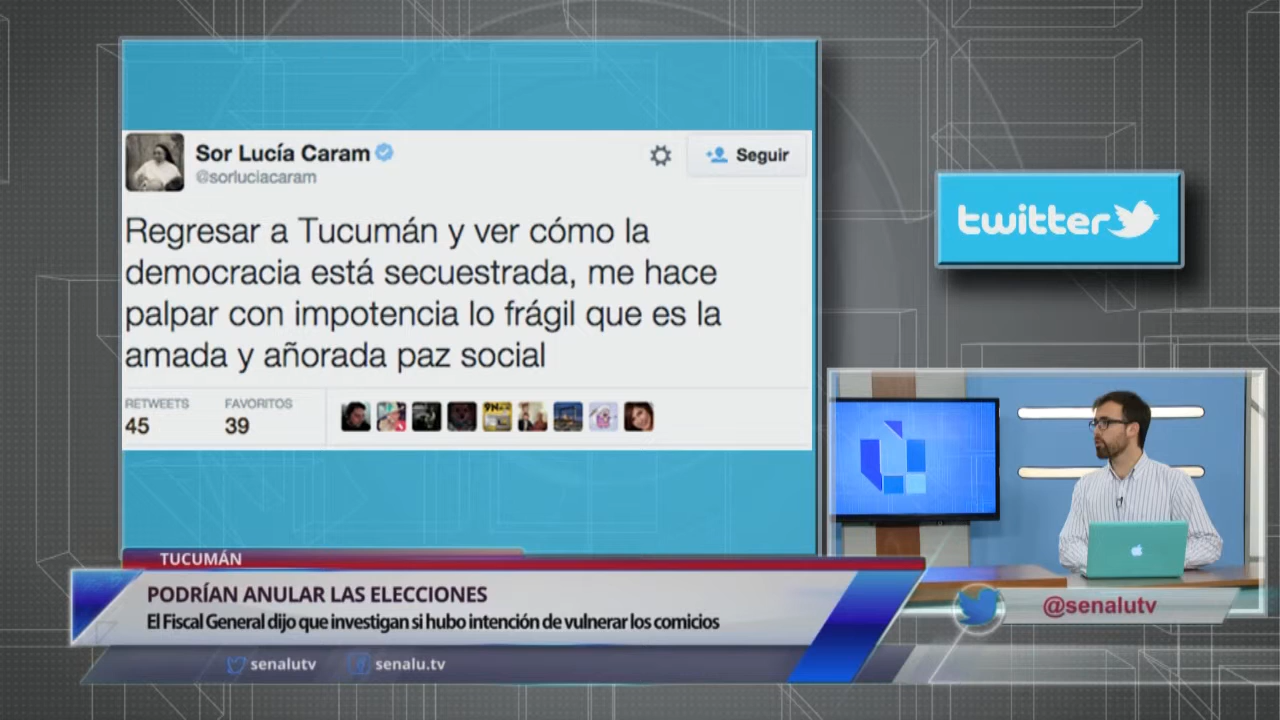 Sor Lucía Caram
@sorluciacaram
Seguir
Regresar a Tucumán y ver cómo la
democracia está secuestrada, me hace
palpar con impotencia lo frágil que es la
amada y añorada paz social
RETWEETS
FAVORITOS
45
39
9N
twitter
TUCUMÁN
PODRÍAN ANULAR LAS ELECCIONES
El Fiscal General dijo que investigan si hubo intención de vulnerar los comicios
senalutv
senalu.tv
@senalutv